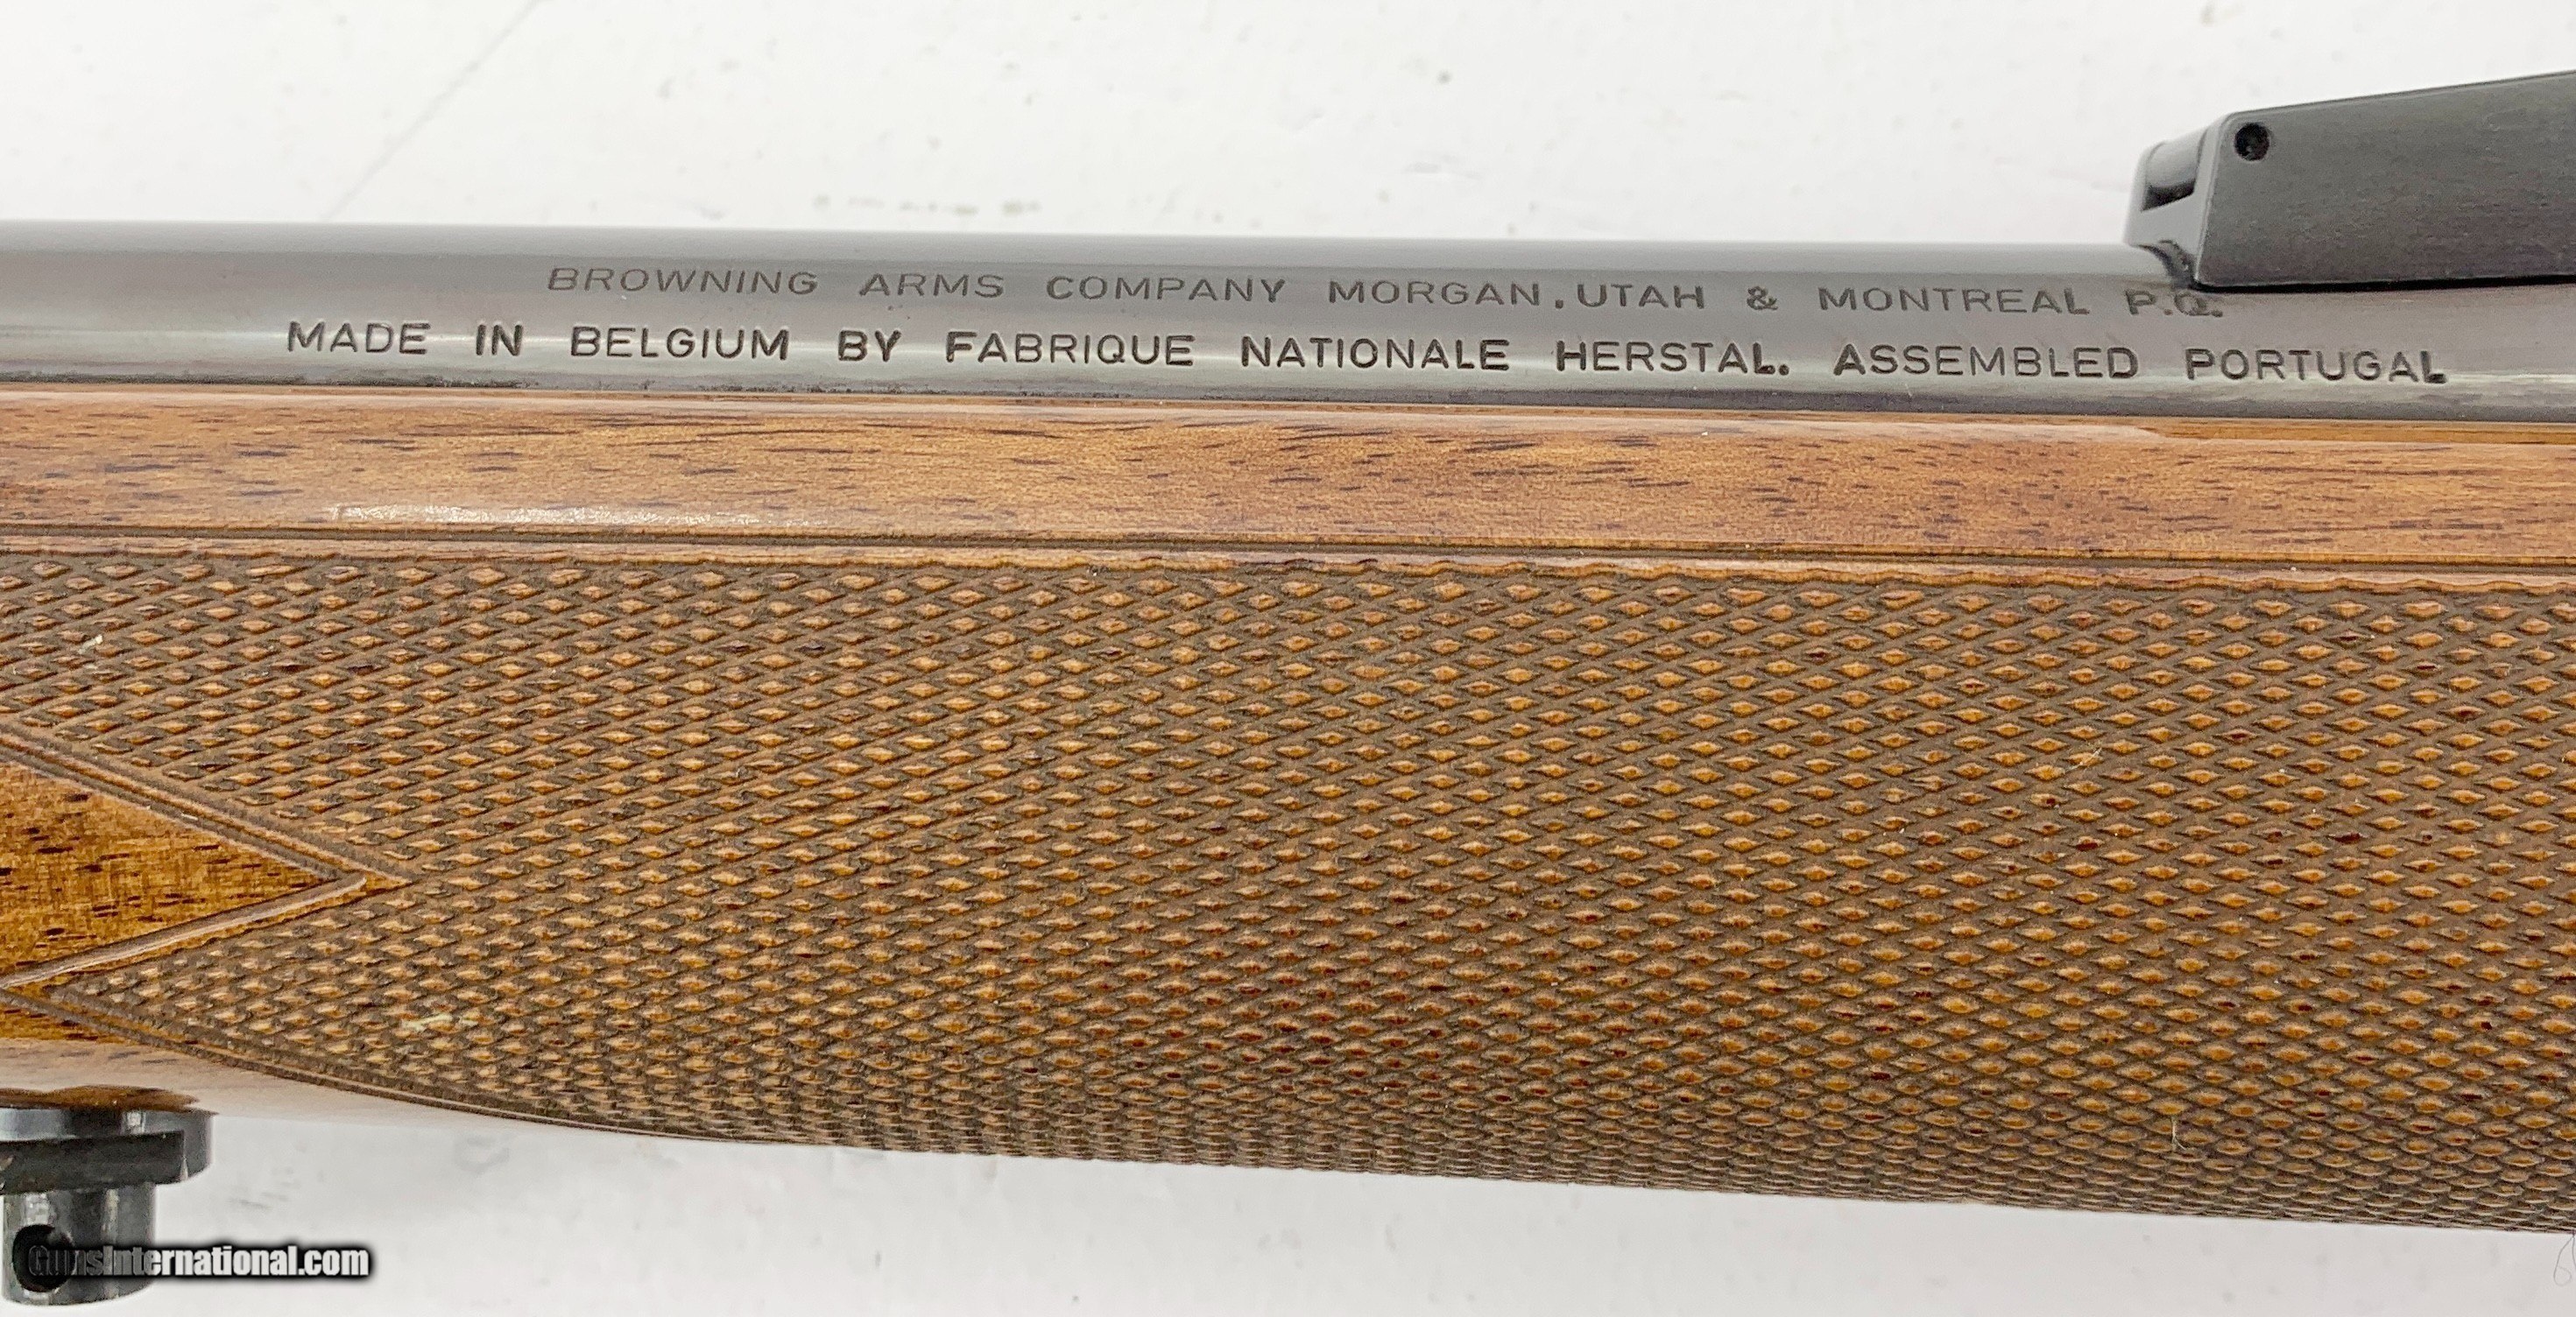 BROWNING ARMS COMPANY MORGAN. UTAH & MONTREAL P.Q.
MADE IN BELGIUM BY FABRIQUE NATIONALE HERSTAL. ASSEMBLED PORTUGAL
GunsInternational.com